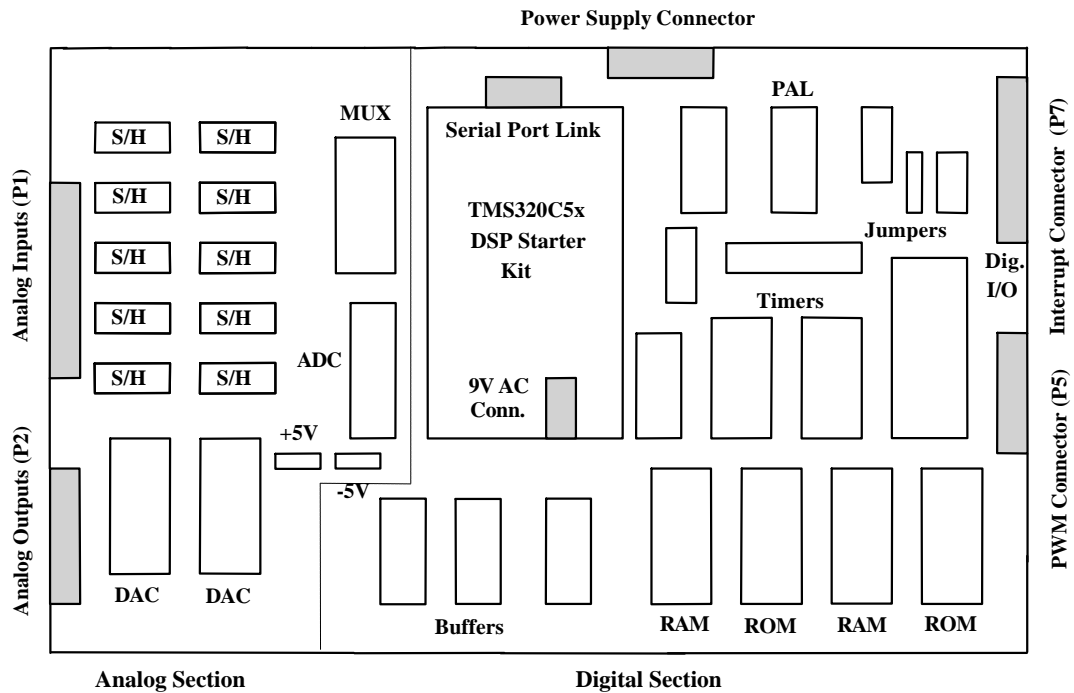 Power Supply Connector
MUX
PAL
S/H S/H
Serial Port Link
S/H S/H
TMS320C5x
DSP Starter
Kit
Jumpers
S/H S/H
Dig.
I/O
Timers
S/H S/H
ADC
S/H S/H
9V AC
Conn.
+5V
-5V
DAC DAC
Buffers
RAM ROM RAM ROM
Analog Inputs (P1)
Analog Outputs (P2)
Interrupt Connector (P7)
PWM Connector (P5)
Analog Section
Digital Section